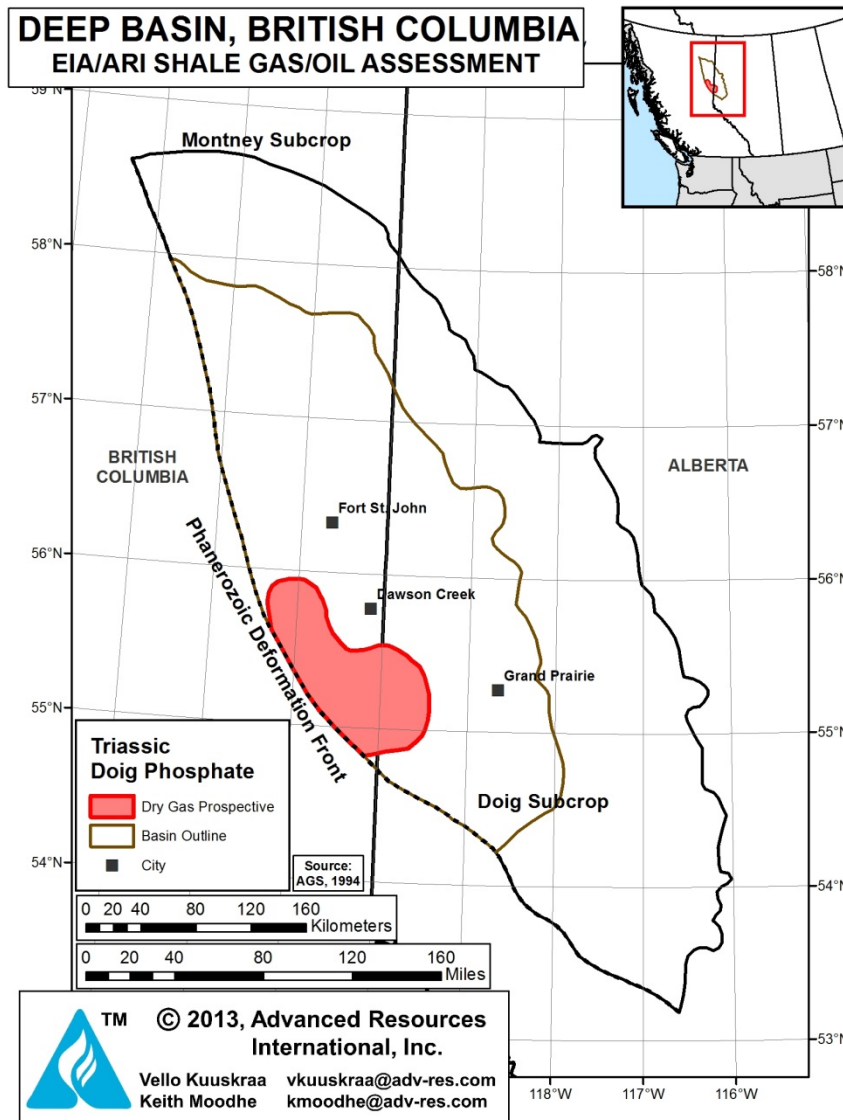 DEEP BASIN, BRITISH COLUMBIA
EIA/ARI SHALE GAS/OIL ASSESSMENT
59°N
Montney Subcrop
58°N
58°N
57°N
57°N
BRITISH
COLUMBIA
ALBERTA
Fort St. John
56°N
56°N
Phanerozoic Deformation Front
Dawson Creek
Grand Prairie
55°N
55°N
Triassic
Doig Phosphate
Dry Gas Prospective
Basin Outline
City
Doig Subcrop
Source:
AGS, 1994
54°N
54°N
0 20 40 80 120 160
Kilometers
0 20 40 80 120 160
Miles
53°N
TM
© 2013, Advanced Resources
International, Inc.
Vello Kuuskraa vkuuskraa@adv-res.com
Keith Moodhe kmoodhe@adv-res.com
118°W 117°W 116°W